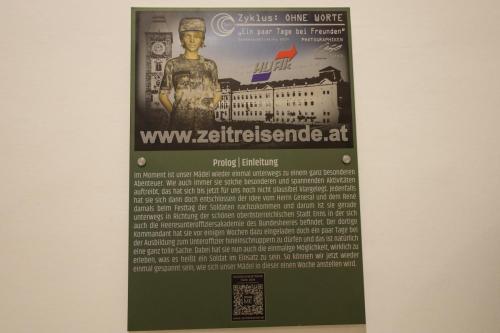 Zyklus: OHNE WORTE
„Ein paar Tage bei Freunden"
PHOTOGRAPHIKEN
HUAk
www.zeitreisende.at
Prolog | Einleitung
Im Moment ist unser Mädel wieder einmal unterwegs zu einem ganz besonderen
Abenteuer. Wie auch immer sie solche besonderen und spannenden Aktivitäten
auftreibt, das hat sich bis jetzt für uns noch nicht plausibel klargelegt. Jedenfalls
hat sie sich dann doch entschlossen der Idee vom Herrn General und dem René
damals beim Festtag der Soldaten nachzukommen und darum ist sie gerade
unterwegs in Richtung der schönen oberösterreichischen Stadt Enns in der sich
auch die Heeresunteroffiziersakademie des Bundesheeres befindet. Der dortige
Kommandant hat sie vor einigen Wochen dazu eingeladen doch ein paar Tage bei
der Ausbildung zum Unteroffizier hineinschnuppern zu dürfen und das ist natürlich
eine ganz tolle Sache. Dabei hat sie nun auch die einmalige Möglichkeit, wirklich zu
erleben, was es heißt ein Soldat im Einsatz zu sein. So können wir jetzt wieder
einmal gespannt sein, wie sich unser Mädel in dieser einen Woche anstellen wird.